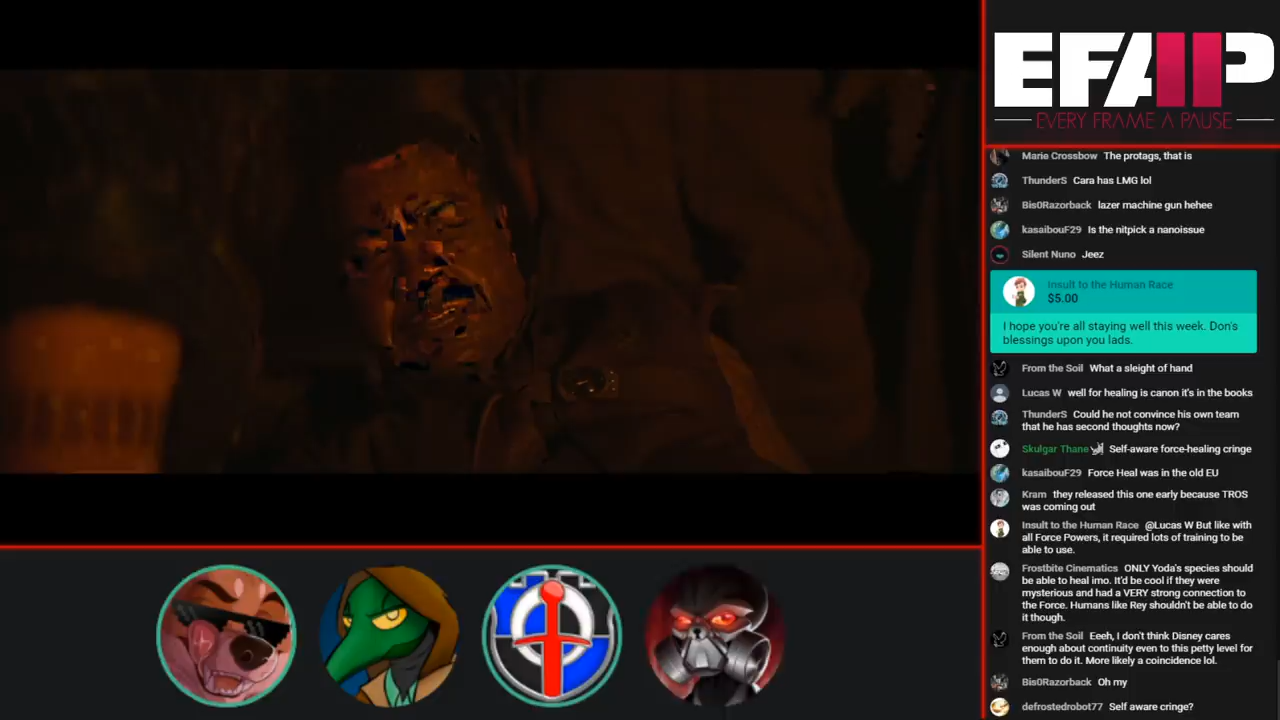 EFAP
EVERY FRAME A PAUSE
Marie Crossbow The protags, that is
ThunderS Cara has LMG lol
Bis0Razorback lazer machine gun hehee
kasaibouF29 Is the nitpick a nanoissue
Silent Nuno Jeez
Insult to the Human Race
$5.00
I hope you're all staying well this week. Don's
blessings upon you lads.
From the Soil What a sleight of hand
Lucas W well for healing is canon it's in the books
ThunderS Could he not convince his own team
that he has second thoughts now?
Skulgar Thane Self-aware force-healing cringe
kasaibouF29 Force Heal was in the old EU
Kram they released this one early because TROS
was coming out
Insult to the Human Race @Lucas W But like with
all Force Powers, it required lots of training to be
able to use.
Frostbite Cinematics ONLY Yoda's species should
be able to heal imo. It'd be cool if they were
mysterious and had a VERY strong connection to
the Force. Humans like Rey shouldn't be able to do
it though.
From the Soil Eeeh, I don't think Disney cares
enough about continuity even to this petty level for
them to do it. More likely a coincidence lol.
Bis0Razorback Oh my
defrostedrobot77 Self aware cringe?